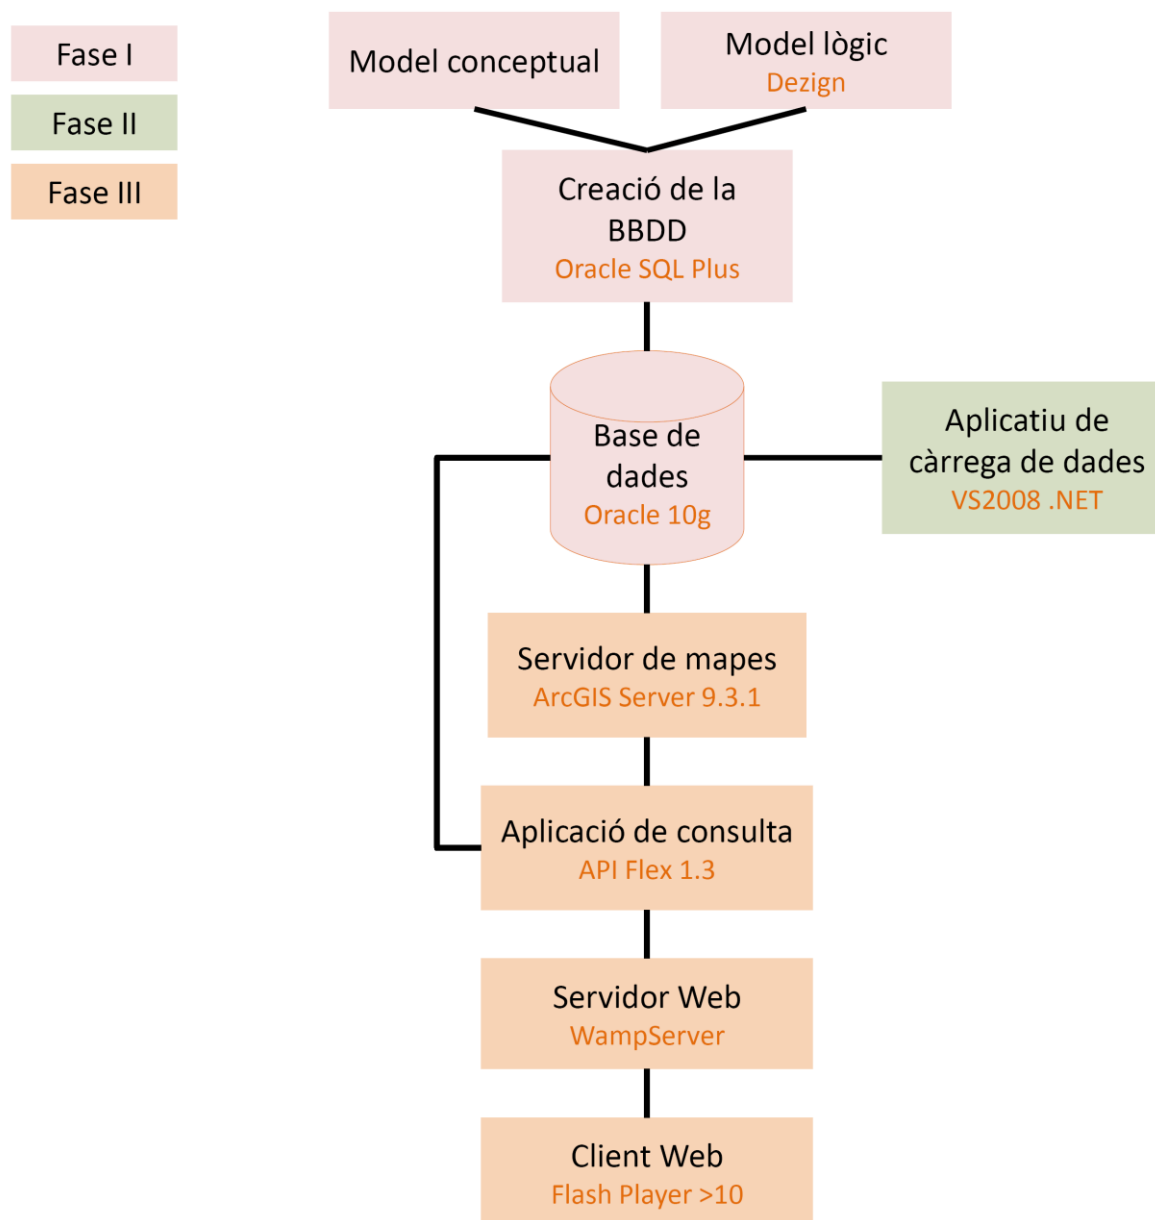 Fase I
Fase II
Fase III
Model conceptual
Model lògic
Dezign
Creació de la
BBDD
Oracle SQL Plus
Base de
dades
Oracle 10g
Aplicatiu de
càrrega de dades
VS2008 .NET
Servidor de mapes
ArcGIS Server 9.3.1
Aplicació de consulta
API Flex 1.3
Servidor Web
WampServer
Client Web
Flash Player >10